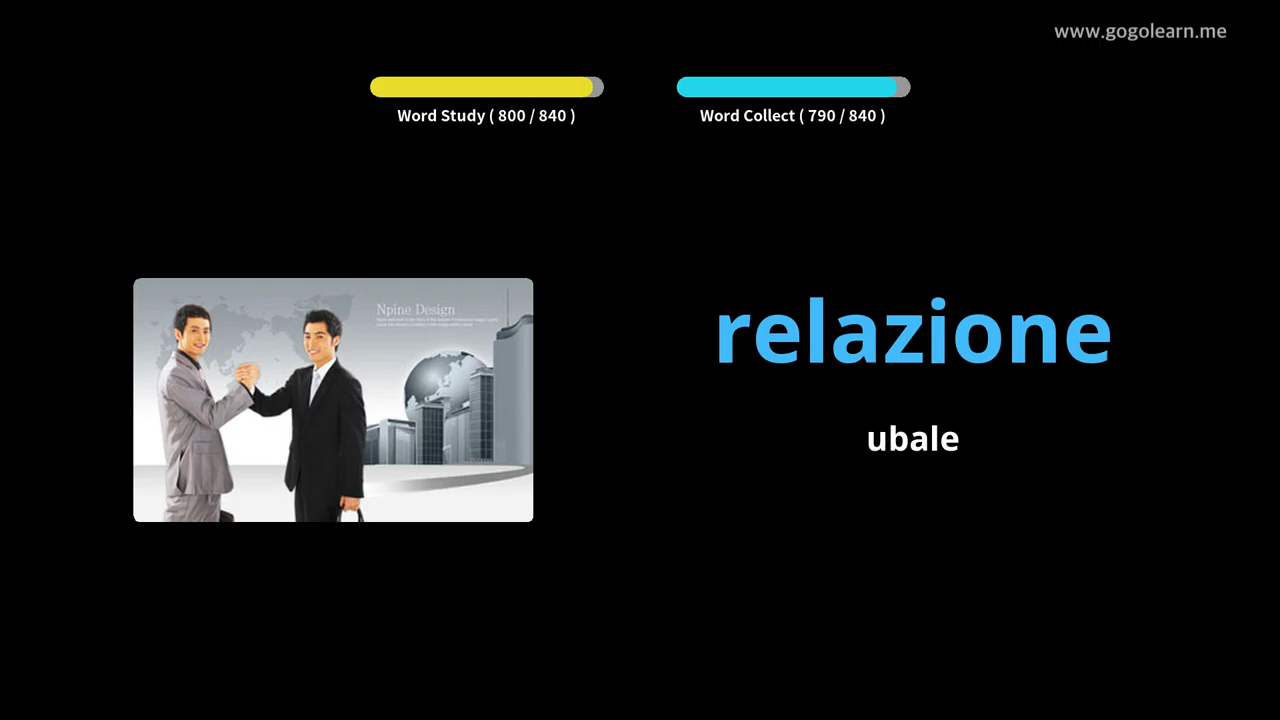 www.gogolearn.me
Word Study ( 800 / 840 )
Word Collect ( 790 / 840 )
Npine Design
relazione
ubale